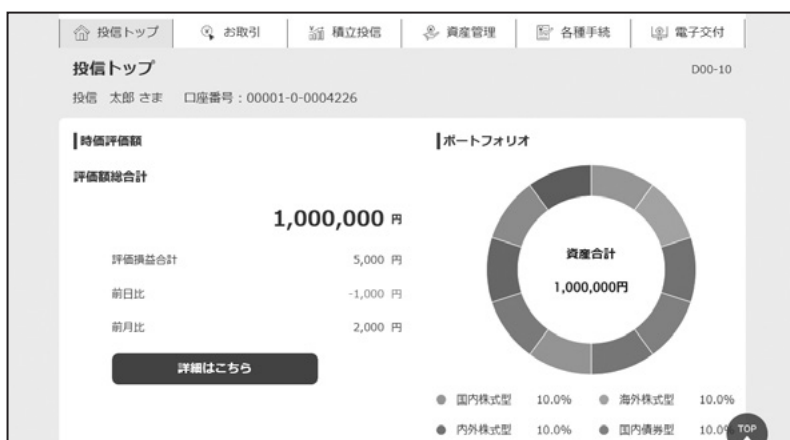 投信トップ お取引 積立投信 資産管理 各種手続 電子交付
投信トップ D00-10
投信 太郎 さま 口座番号：00001-0-0004226
時価評価額
評価額総合計
1,000,000 円
評価損益合計 5,000 円
前日比 -1,000 円
前月比 2,000 円
詳細はこちら
ポートフォリオ
資産合計
1,000,000円
国内株式型 10.0% 海外株式型 10.0%
内外株式型 10.0% 国内債券型 10.0%
TOP